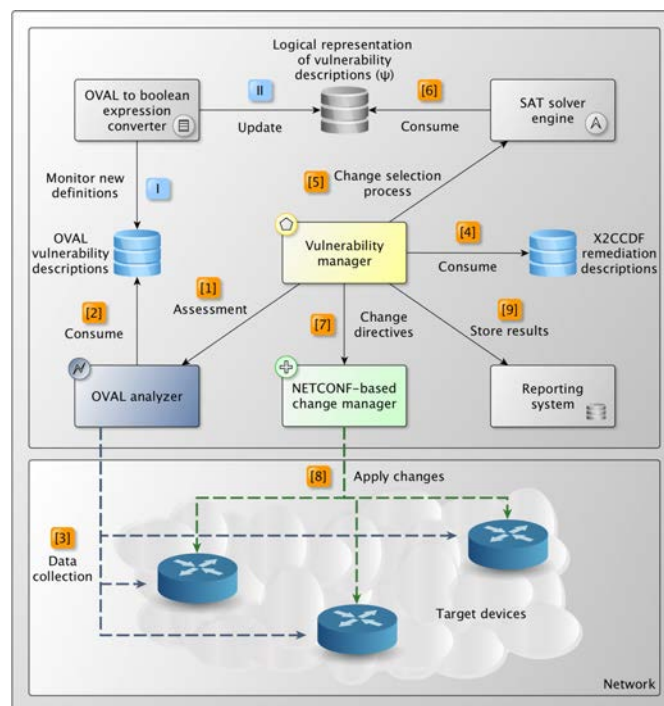 Logical representation
of vulnerability
descriptions (ψ)
OVAL to boolean
expression
converter
II
Update
[6]
Consume
SAT solver
engine
Monitor new
definitions
I
[5]
Change selection
process
OVAL
vulnerability
descriptions
Vulnerability
manager
[4]
Consume
X2CCDF
remediation
descriptions
[1]
Assessment
[2]
Consume
[7]
Change
directives
[9]
Store results
OVAL analyzer
NETCONF-based
change manager
Reporting
system
[8]
Apply changes
[3]
Data
collection
Target devices
Network